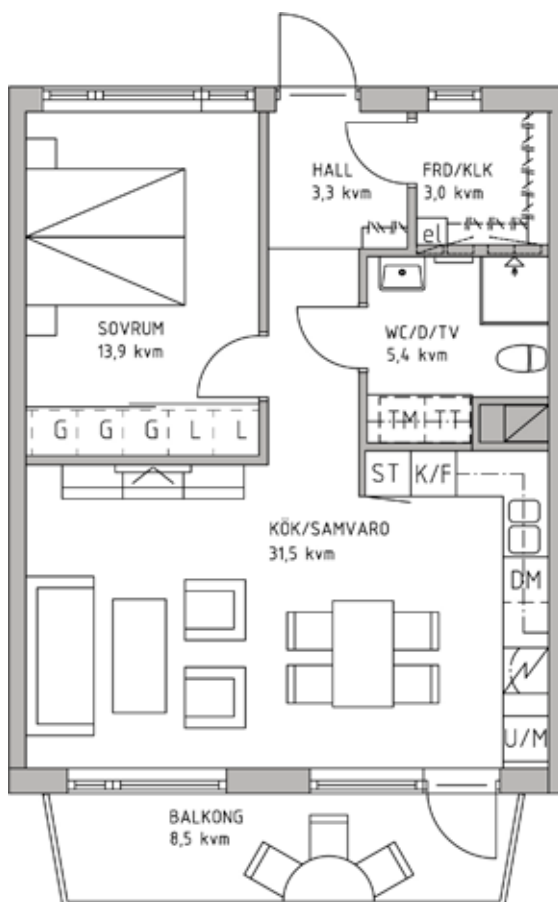 HALL
3,3 kvm
FRD/KLK
3,0 kvm
el
SOVRUM
13,9 kvm
WC/D/TV
5,4 kvm
G G G L L
TM TT
ST K/F
KÖK/SAMVARO
31,5 kvm
DM
U/M
BALKONG
8,5 kvm